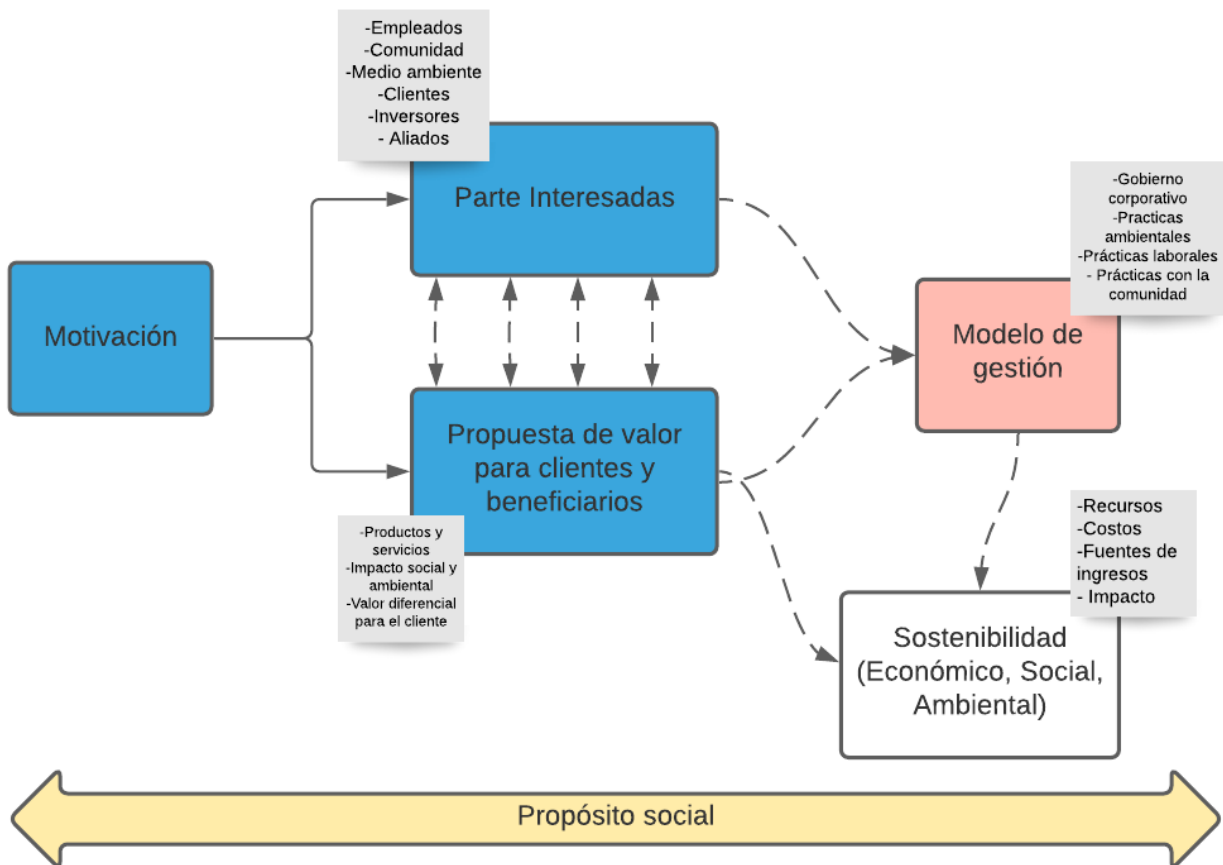 -Empleados
-Comunidad
-Medio ambiente
-Clientes
-Inversores
- Aliados
Parte Interesadas
Motivación
Propuesta de valor
para clientes y
beneficiarios
-Productos y
servicios
-Impacto social y
ambiental
-Valor diferencial
para el cliente
-Gobierno
corporativo
-Practicas
ambientales
-Prácticas laborales
- Prácticas con la
comunidad
Modelo de
gestión
-Recursos
-Costos
-Fuentes de
ingresos
- Impacto
Sostenibilidad
(Económico, Social,
Ambiental)
Propósito social